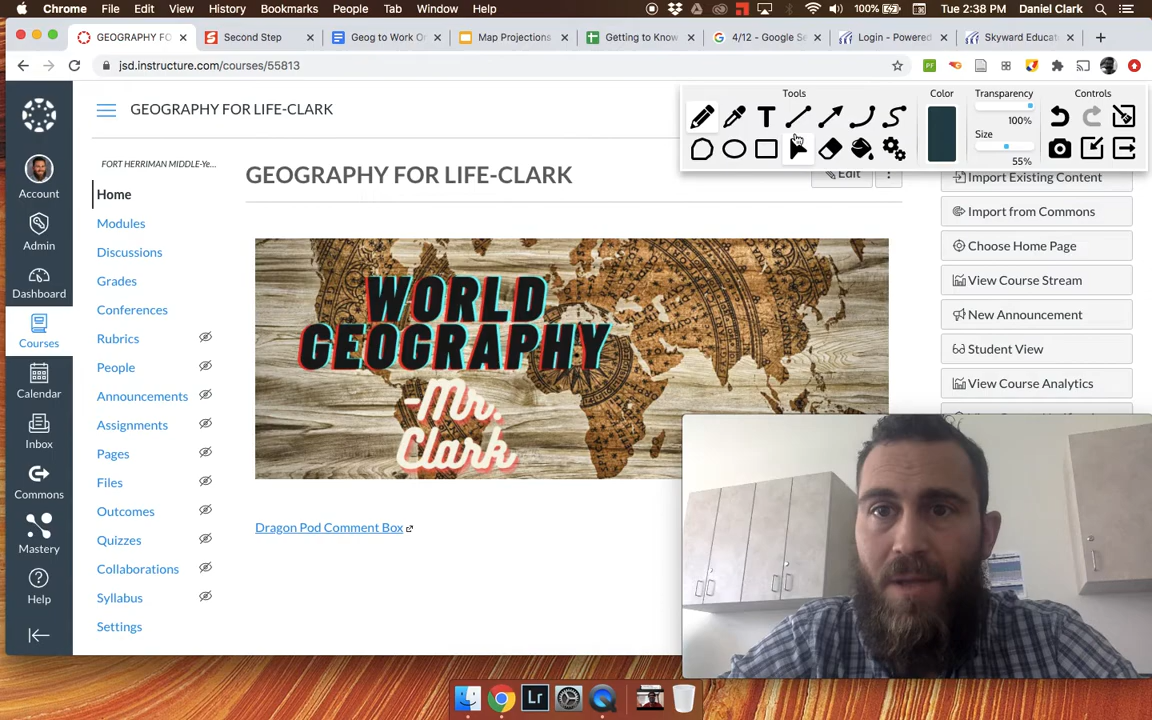 Chrome File Edit View History Bookmarks People Tab Window Help 100% Tue 2:38 PM Daniel Clark
GEOGRAPHY FO Second Step Geog to Work O Map Projections Getting to Know 4/12 - Google Se Login - Powered Skyward Educat
jsd.instructure.com/courses/55813
Tools Color Transparency Controls
100%
Size
55%
GEOGRAPHY FOR LIFE-CLARK
FORT HERRIMAN MIDDLE-Ye...
GEOGRAPHY FOR LIFE-CLARK
Edit
Account
Admin
Dashboard
Courses
Calendar
Inbox
Commons
Mastery
Help
Home
Modules
Discussions
Grades
Conferences
Rubrics
People
Announcements
Assignments
Pages
Files
Outcomes
Quizzes
Collaborations
Syllabus
Settings
WORLD
GEOGRAPHY
-Mr.
Clark
Dragon Pod Comment Box
Import Existing Content
Import from Commons
Choose Home Page
View Course Stream
New Announcement
Student View
View Course Analytics
Lrc